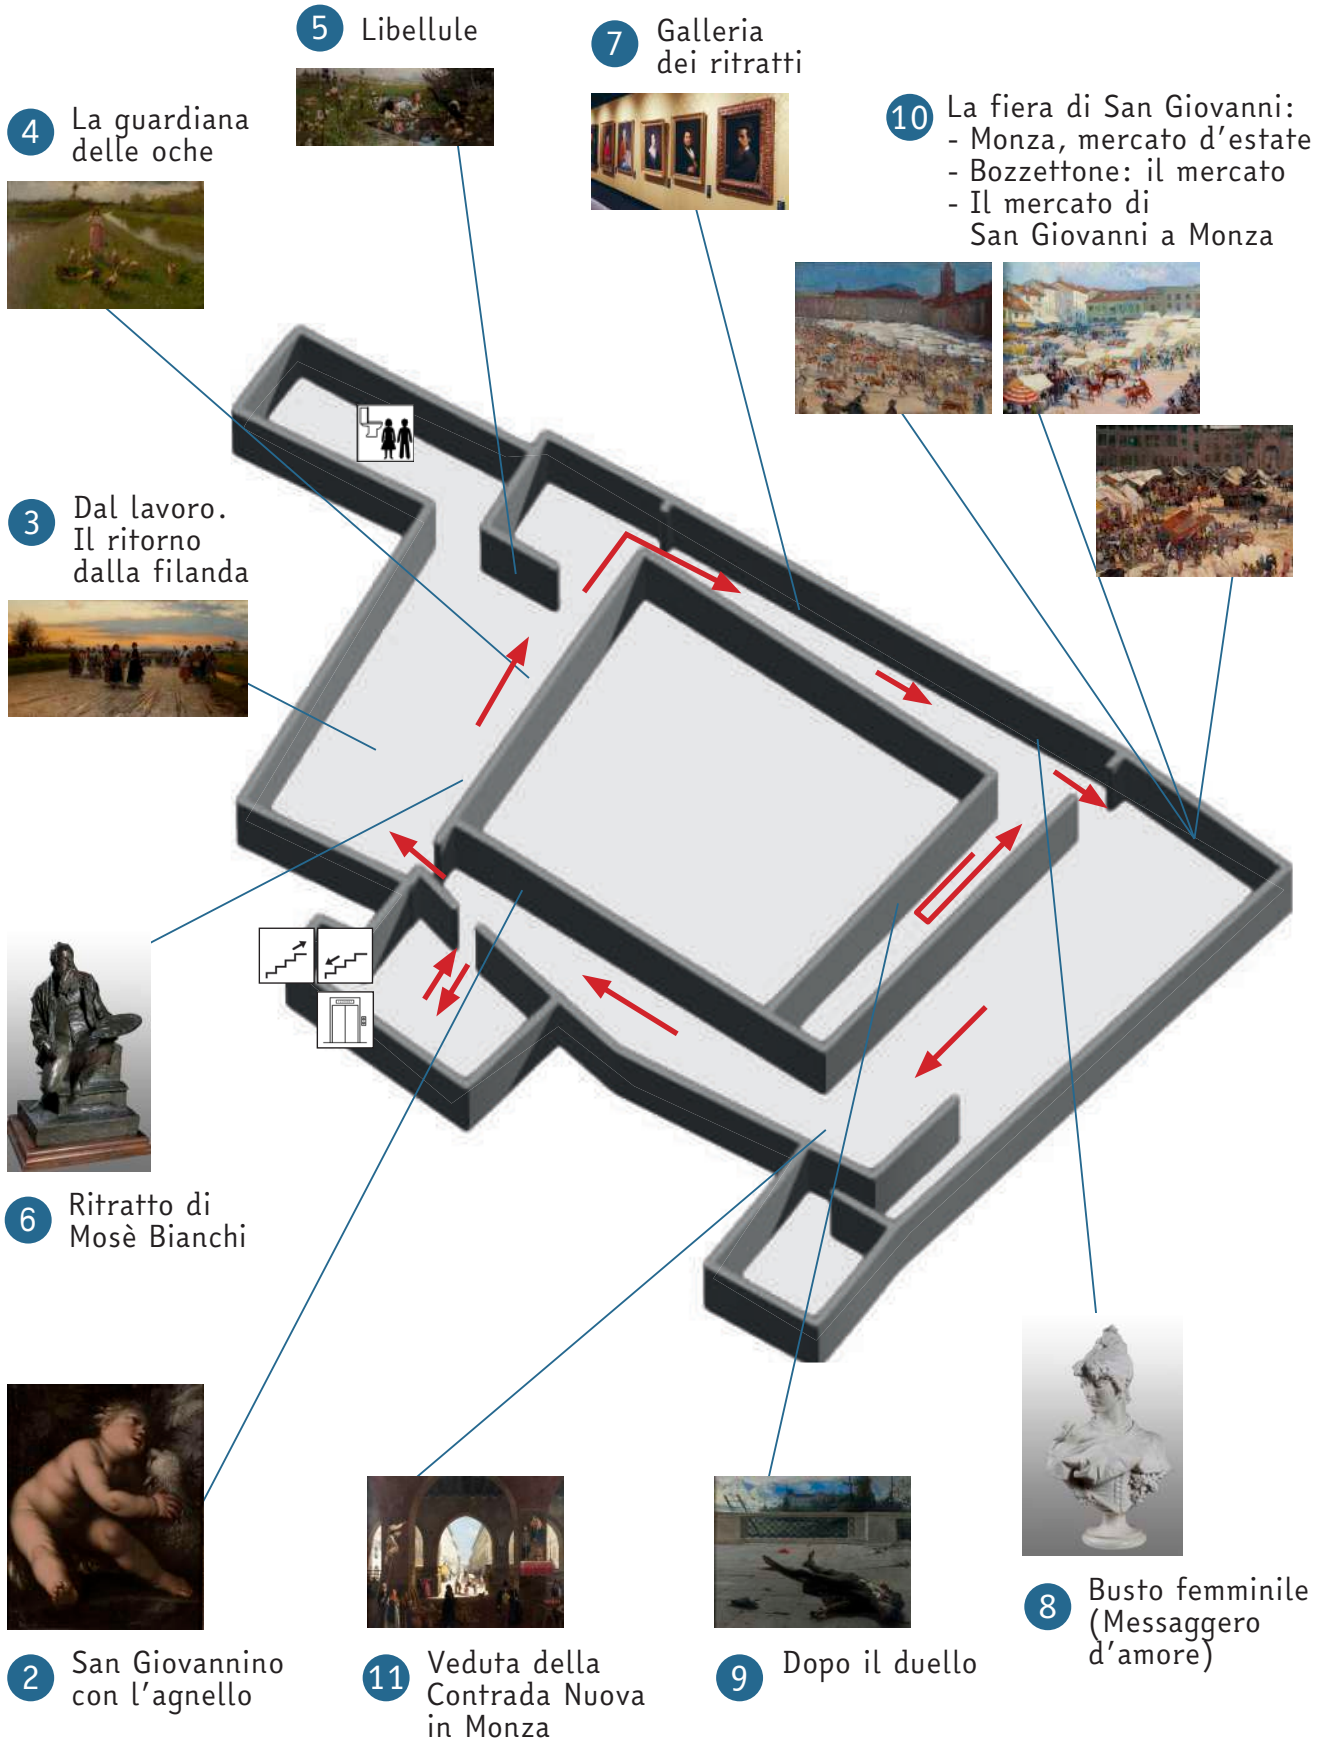 5 Libellule
7 Galleria
dei ritratti
4 La guardiana
delle oche
10 La fiera di San Giovanni:
- Monza, mercato d'estate
- Bozzettone: il mercato
- Il mercato di
San Giovanni a Monza
3 Dal lavoro.
Il ritorno
dalla filanda
6 Ritratto di
Mosè Bianchi
8 Busto femminile
(Messaggero
d'amore)
2 San Giovannino
con l'agnello
11 Veduta della
Contrada Nuova
in Monza
9 Dopo il duello